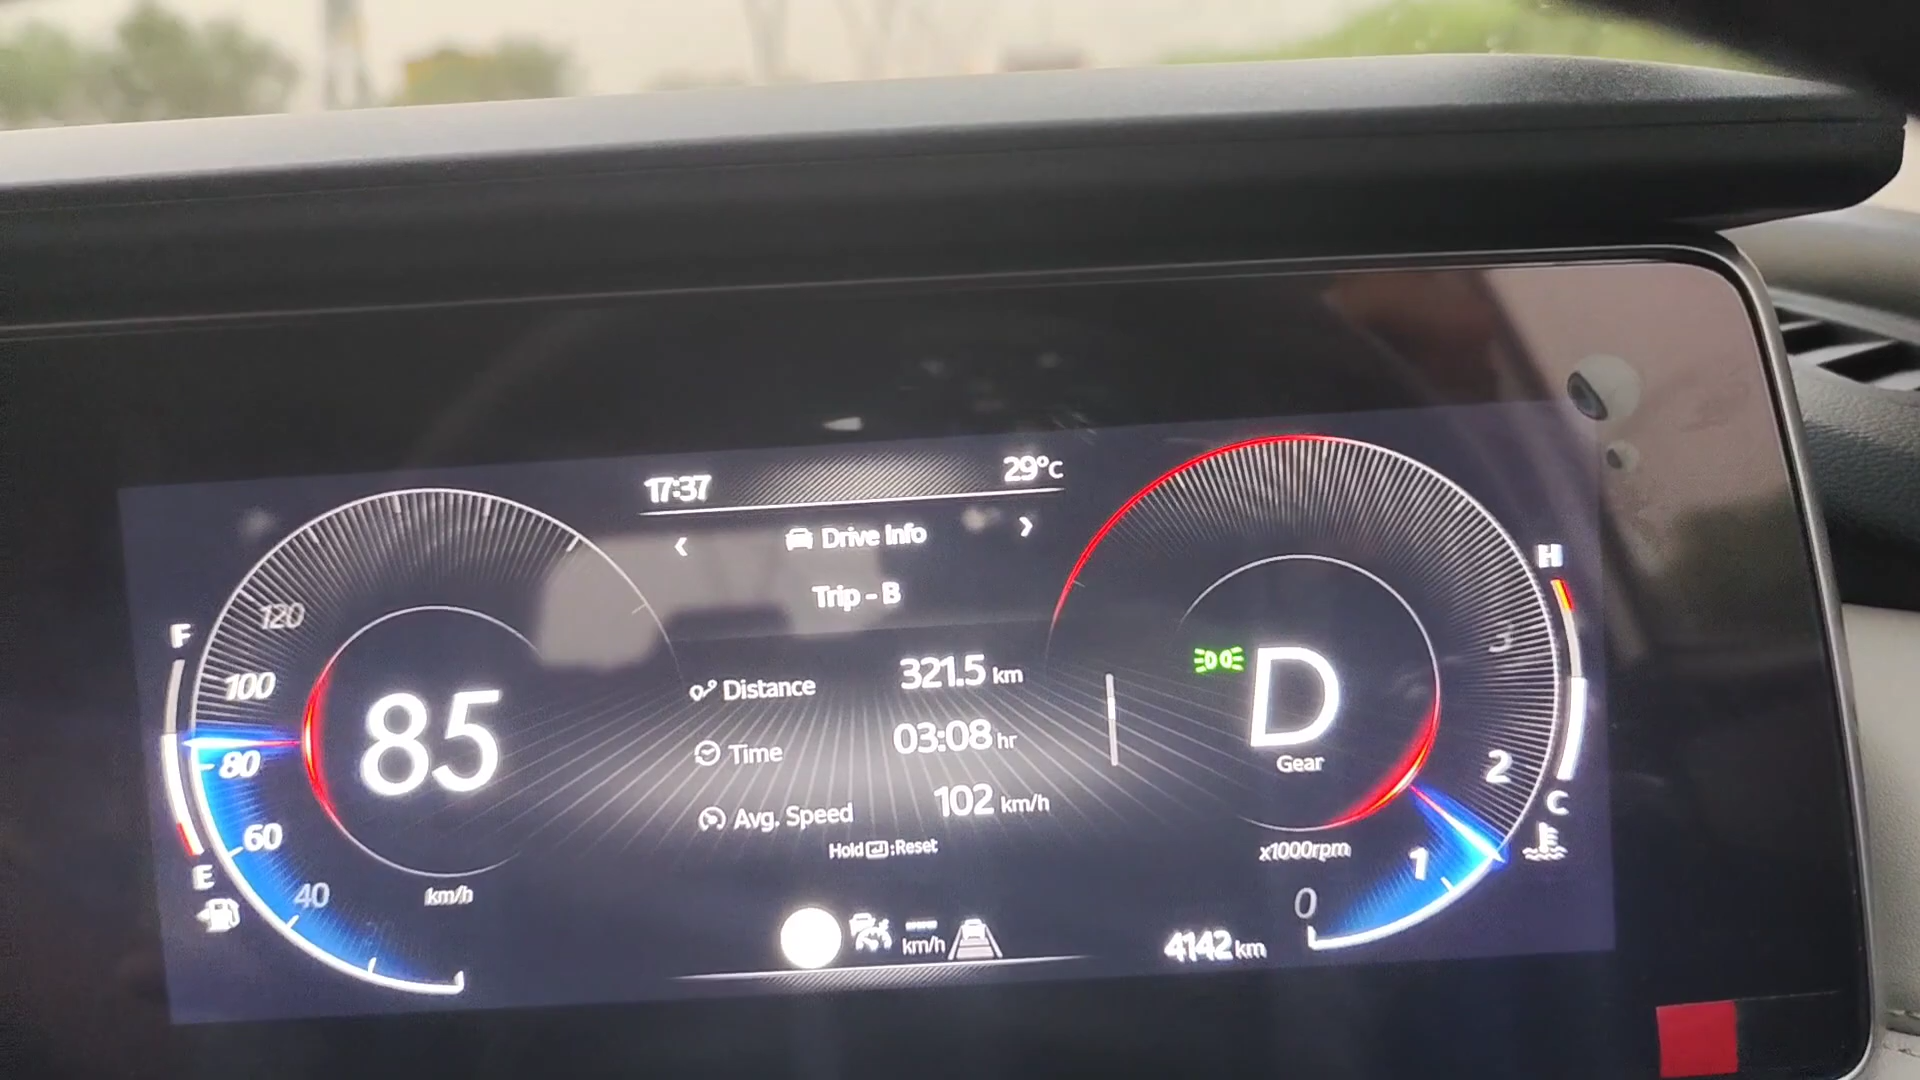 17:37
29°C
Drive Info
Trip - B
Distance 321.5 km
Time 03:08 hr
Avg. Speed 102 km/h
Hold :Reset
km/h
4142 km
F
E
120
100
80
60
40
85
km/h
D
Gear
x1000rpm
0
1
2
3
H
C